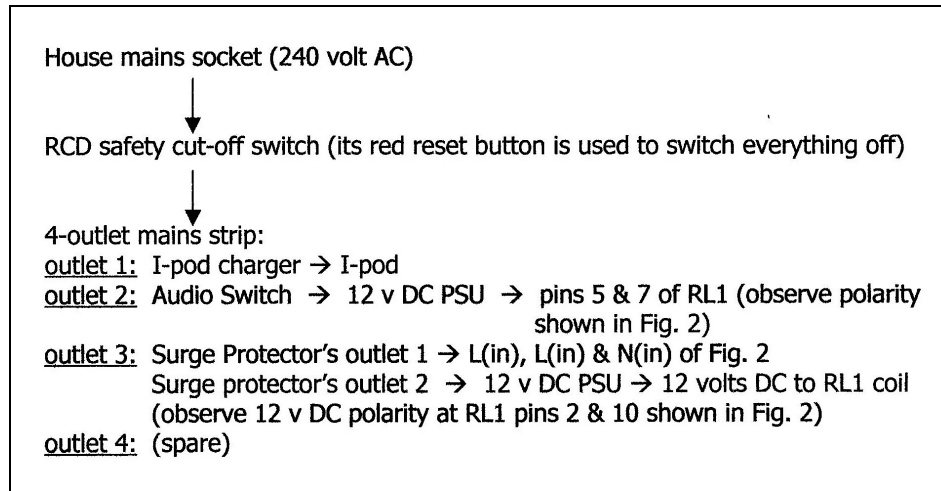 House mains socket (240 volt AC)
RCD safety cut-off switch (its red reset button is used to switch everything off)
4-outlet mains strip:
outlet 1: I-pod charger → I-pod
outlet 2: Audio Switch → 12 v DC PSU → pins 5 & 7 of RL1 (observe polarity
shown in Fig. 2)
outlet 3: Surge Protector's outlet 1 → L(in), L(in) & N(in) of Fig. 2
Surge protector's outlet 2 → 12 v DC PSU → 12 volts DC to RL1 coil
(observe 12 v DC polarity at RL1 pins 2 & 10 shown in Fig. 2)
outlet 4: (spare)